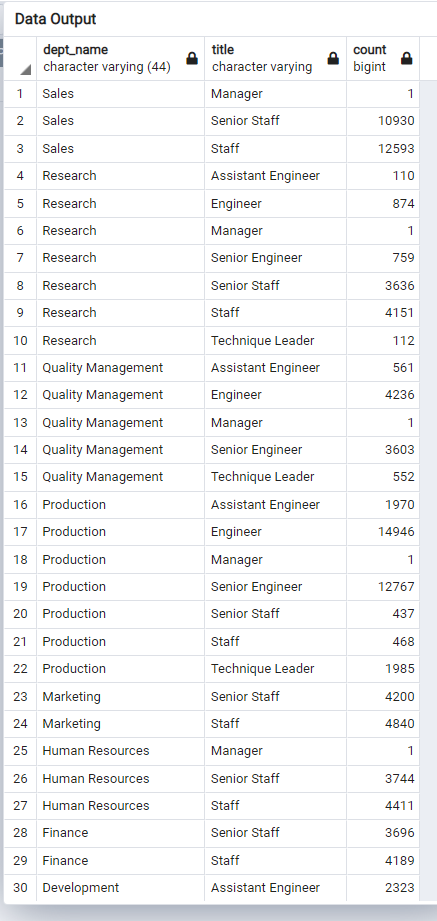 Data Output
dept_name title count
character varying (44) character varying bigint
1 Sales Manager 1
2 Sales Senior Staff 10930
3 Sales Staff 12593
4 Research Assistant Engineer 110
5 Research Engineer 874
6 Research Manager 1
7 Research Senior Engineer 759
8 Research Senior Staff 3636
9 Research Staff 4151
10 Research Technique Leader 112
11 Quality Management Assistant Engineer 561
12 Quality Management Engineer 4236
13 Quality Management Manager 1
14 Quality Management Senior Engineer 3603
15 Quality Management Technique Leader 552
16 Production Assistant Engineer 1970
17 Production Engineer 14946
18 Production Manager 1
19 Production Senior Engineer 12767
20 Production Senior Staff 437
21 Production Staff 468
22 Production Technique Leader 1985
23 Marketing Senior Staff 4200
24 Marketing Staff 4840
25 Human Resources Manager 1
26 Human Resources Senior Staff 3744
27 Human Resources Staff 4411
28 Finance Senior Staff 3696
29 Finance Staff 4189
30 Development Assistant Engineer 2323